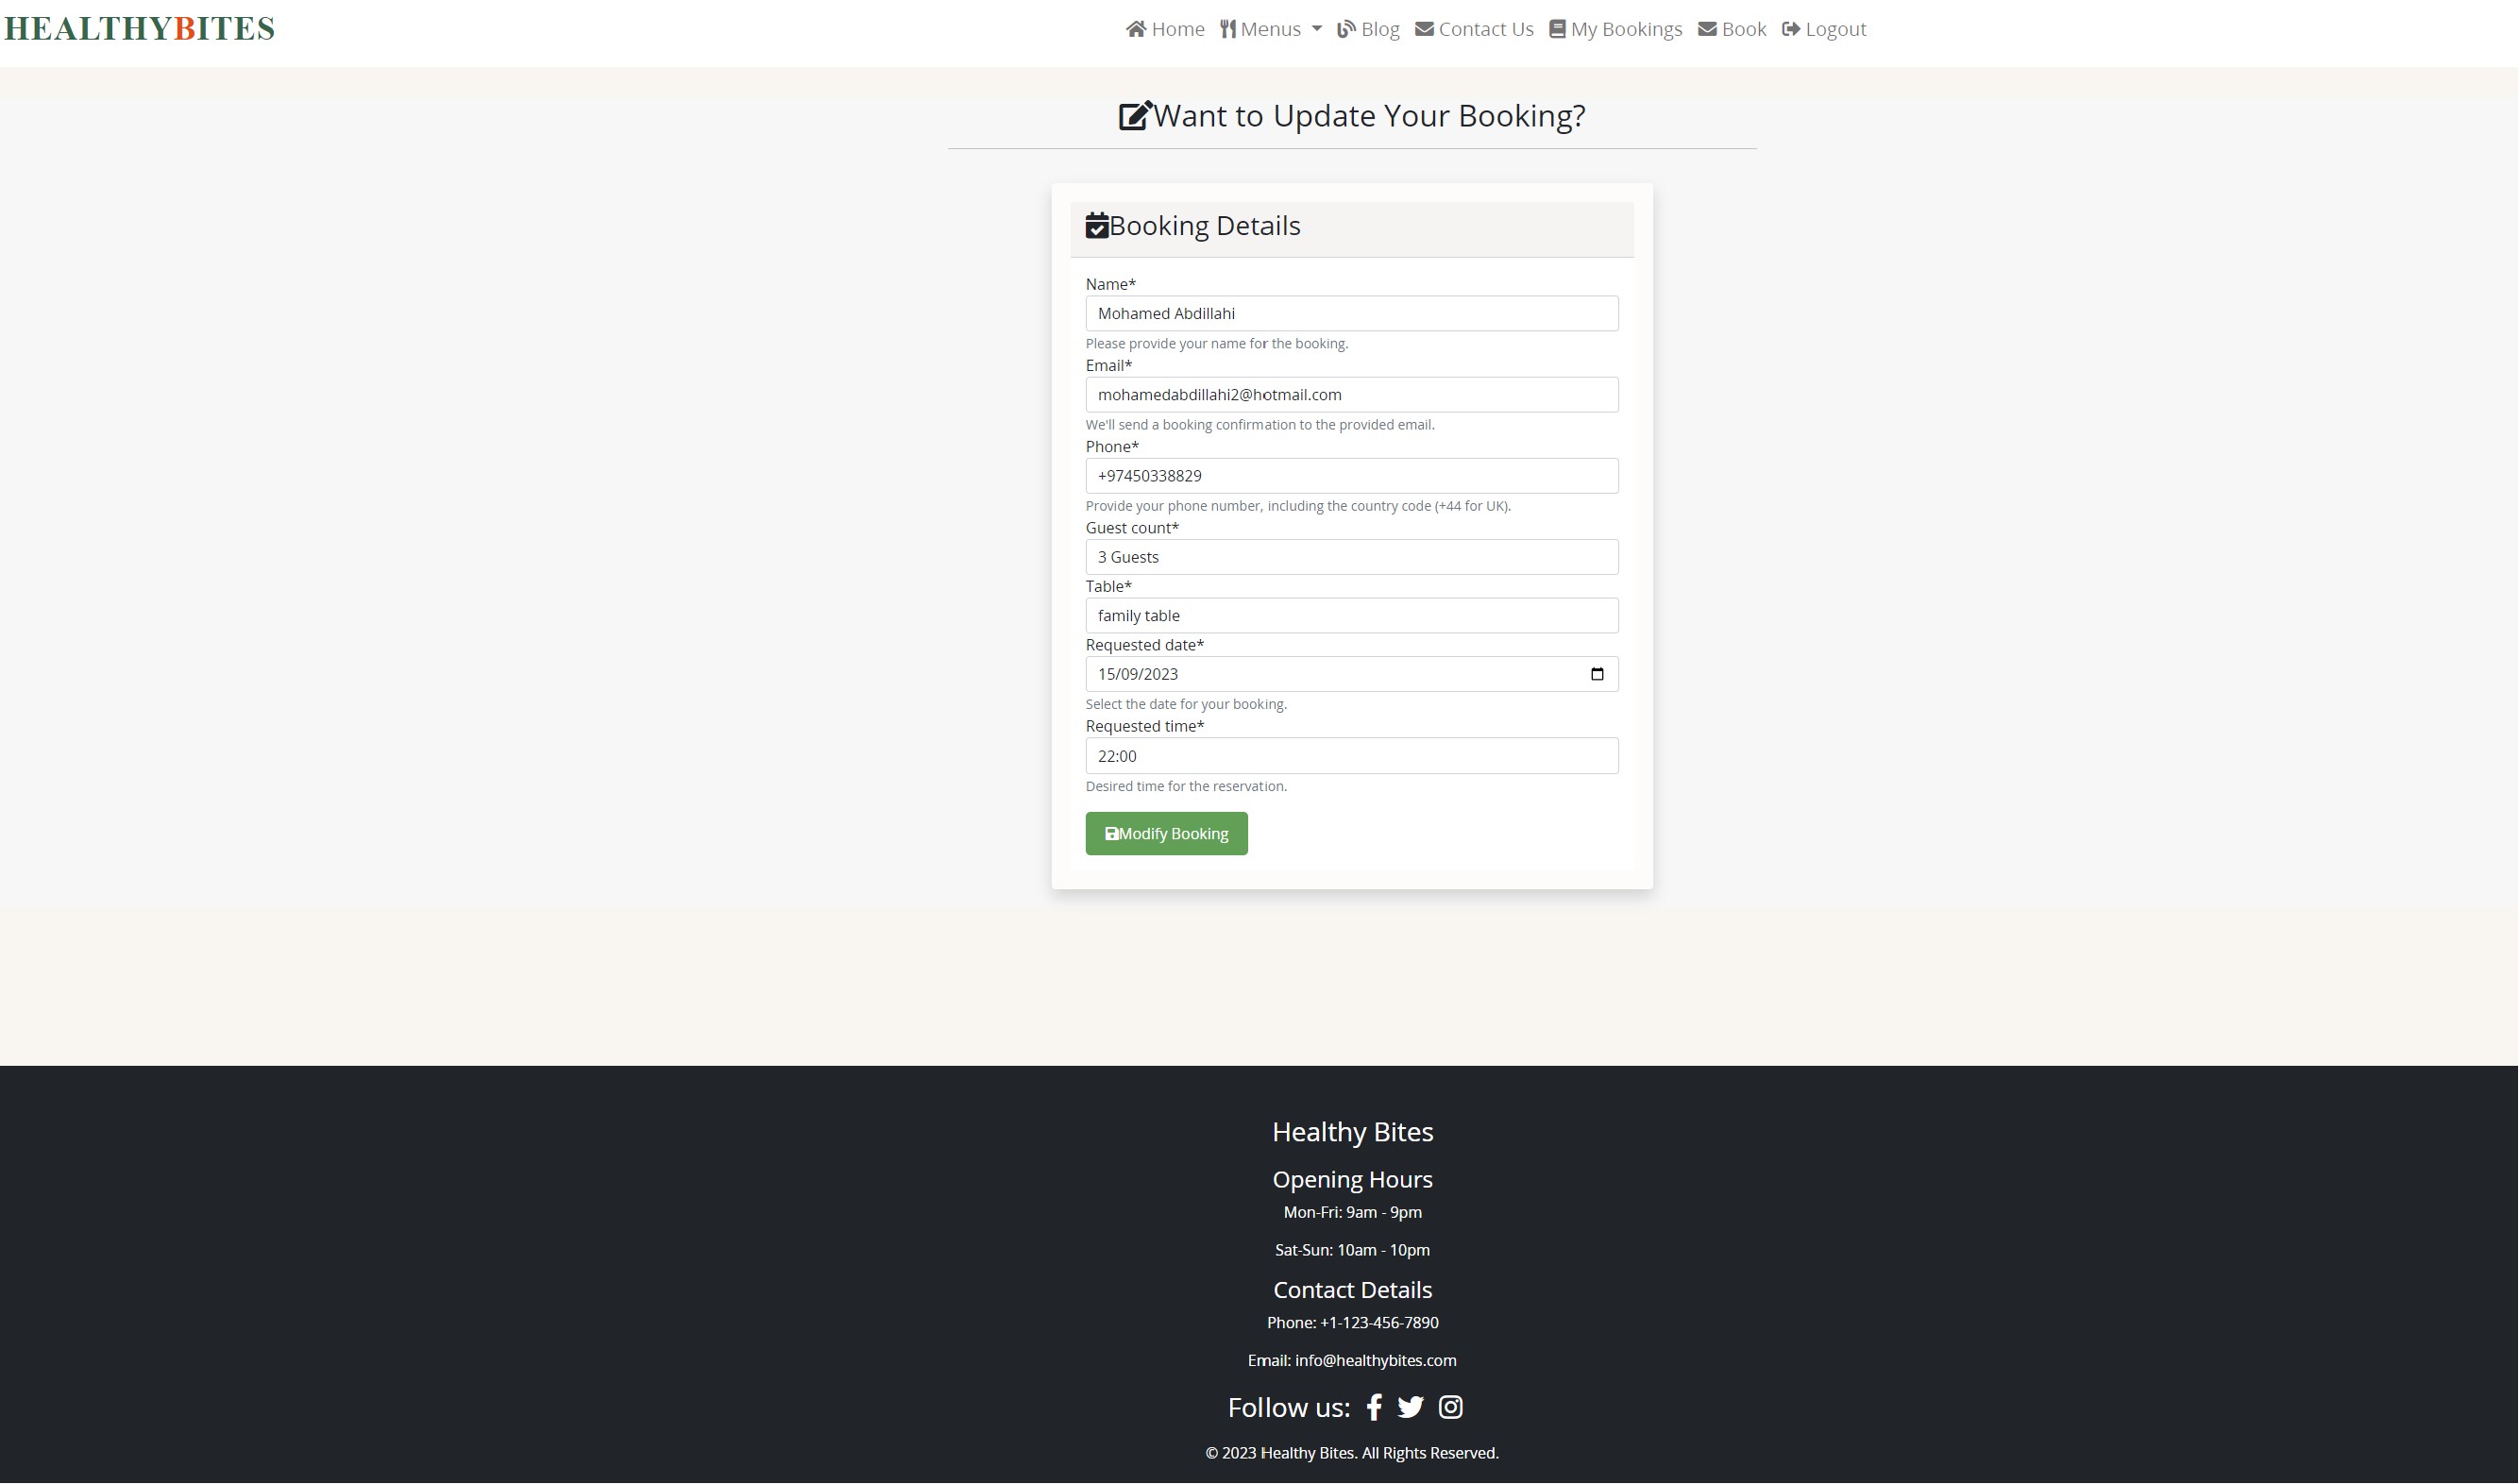 HEALTHYBITES
Home Menus Blog Contact Us My Bookings Book Logout
Want to Update Your Booking?
Booking Details
Name*
Mohamed Abdillahi
Please provide your name for the booking.
Email*
mohamedabdillahi2@hotmail.com
We'll send a booking confirmation to the provided email.
Phone*
+97450338829
Provide your phone number, including the country code (+44 for UK).
Guest count*
3 Guests
Table*
family table
Requested date*
15/09/2023
Select the date for your booking.
Requested time*
22:00
Desired time for the reservation.
Modify Booking
Healthy Bites
Opening Hours
Mon-Fri: 9am - 9pm
Sat-Sun: 10am - 10pm
Contact Details
Phone: +1-123-456-7890
Email: info@healthybites.com
Follow us:
© 2023 Healthy Bites. All Rights Reserved.